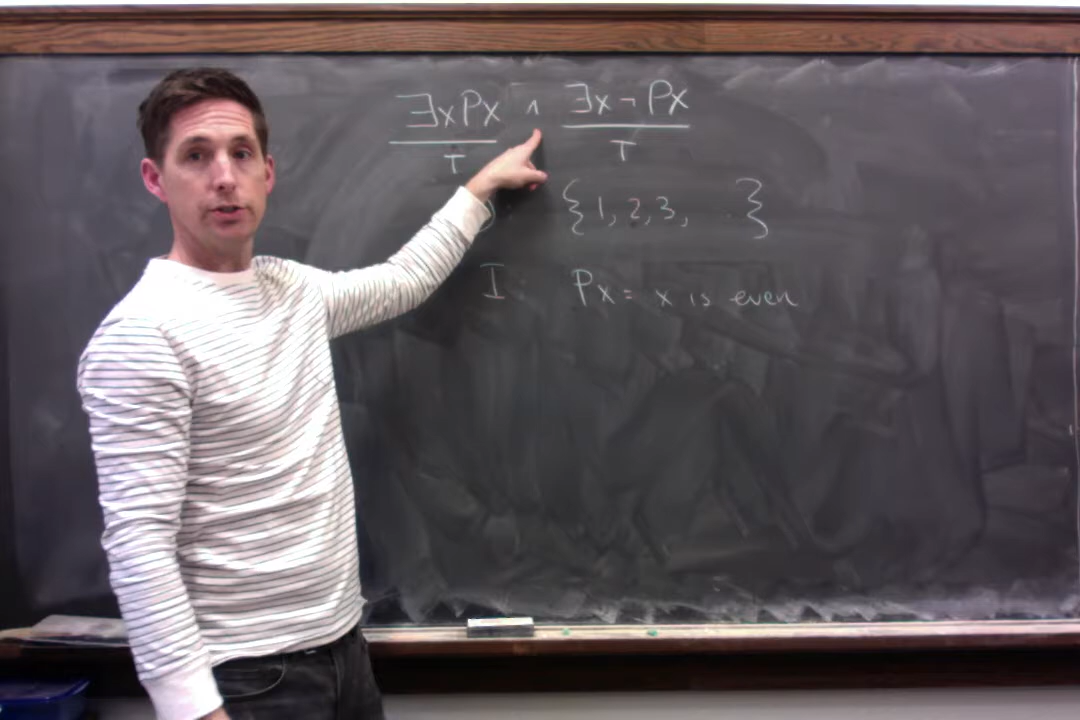 ∃xPx ∧ ∃x¬Px
T T
{1,2,3, . . }
I: Px = x is even